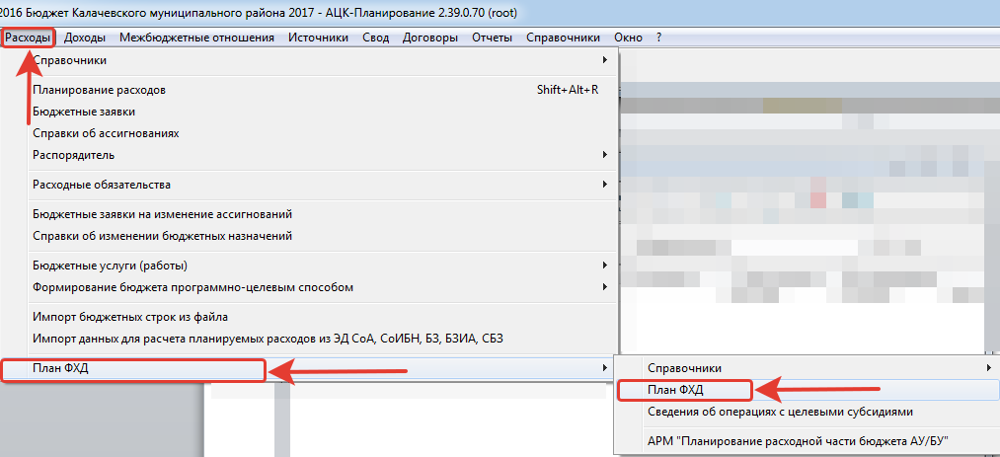 2016 Бюджет Калачевского муниципального района 2017 - АЦК-Планирование 2.39.0.70 (root)
Расходы Доходы Межбюджетные отношения Источники Свод Договоры Отчеты Справочники Окно ?
Справочники
Планирование расходов Shift+Alt+R
Бюджетные заявки
Справки об ассигнованиях
Распорядитель
Расходные обязательства
Бюджетные заявки на изменение ассигнований
Справки об изменении бюджетных назначений
Бюджетные услуги (работы)
Формирование бюджета программно-целевым способом
Импорт бюджетных строк из файла
Импорт данных для расчета планируемых расходов из ЭД СоА, СоИБН, БЗ, БЗИА, СБЗ
План ФХД
Справочники
План ФХД
Сведения об операциях с целевыми субсидиями
АРМ "Планирование расходной части бюджета АУ/БУ"